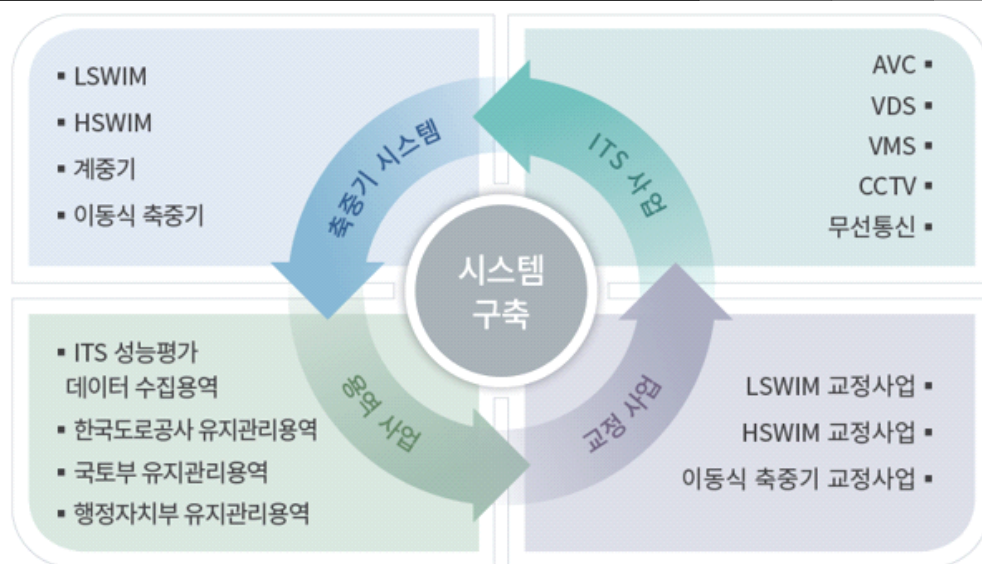 ▪ LSWIM
▪ HSWIM
▪ 계중기
▪ 이동식 축중기
축중기 시스템
ITS 사업
AVC ▪
VDS ▪
VMS ▪
CCTV ▪
무선통신 ▪
시스템
구축
▪ ITS 성능평가
데이터 수집용역
▪ 한국도로공사 유지관리용역
▪ 국토부 유지관리용역
▪ 행정자치부 유지관리용역
용역 사업
교정 사업
LSWIM 교정사업 ▪
HSWIM 교정사업 ▪
이동식 축중기 교정사업 ▪